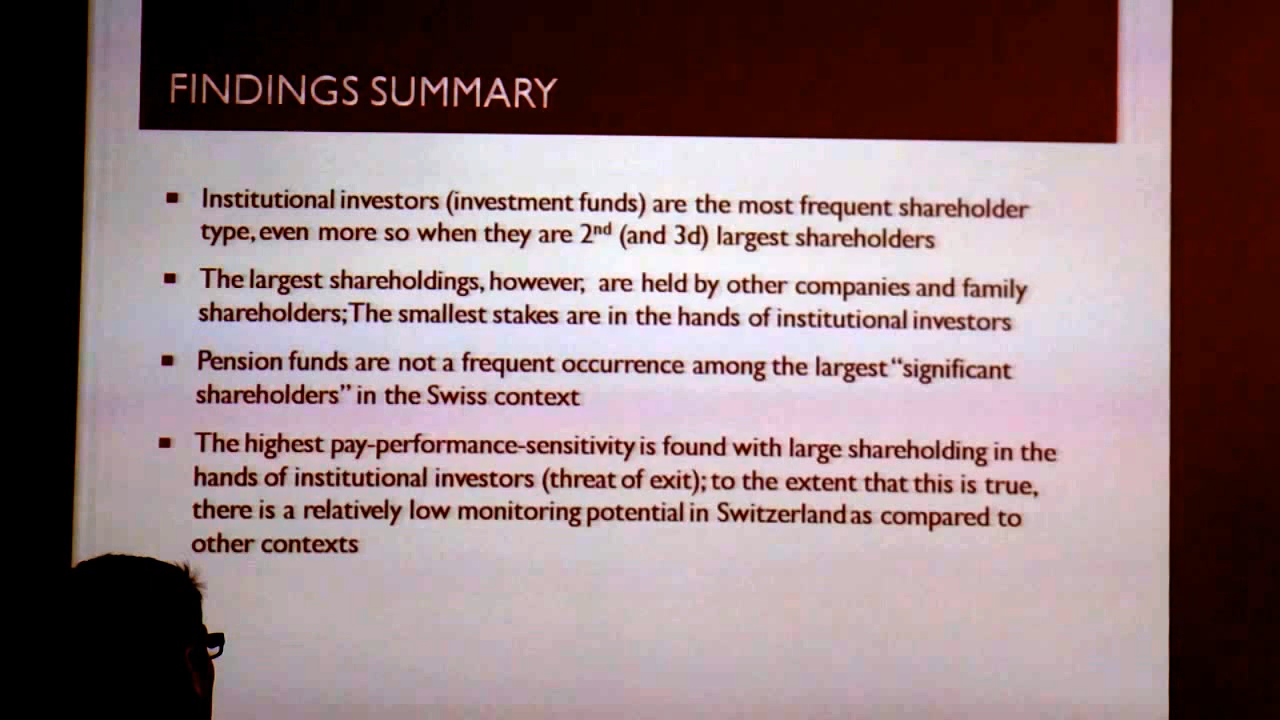 FINDINGS SUMMARY
▪ Institutional investors (investment funds) are the most frequent shareholder
type, even more so when they are 2nd (and 3d) largest shareholders
▪ The largest shareholdings, however, are held by other companies and family
shareholders; The smallest stakes are in the hands of institutional investors
▪ Pension funds are not a frequent occurrence among the largest “significant
shareholders” in the Swiss context
▪ The highest pay-performance-sensitivity is found with large shareholding in the
hands of institutional investors (threat of exit); to the extent that this is true,
there is a relatively low monitoring potential in Switzerland as compared to
other contexts